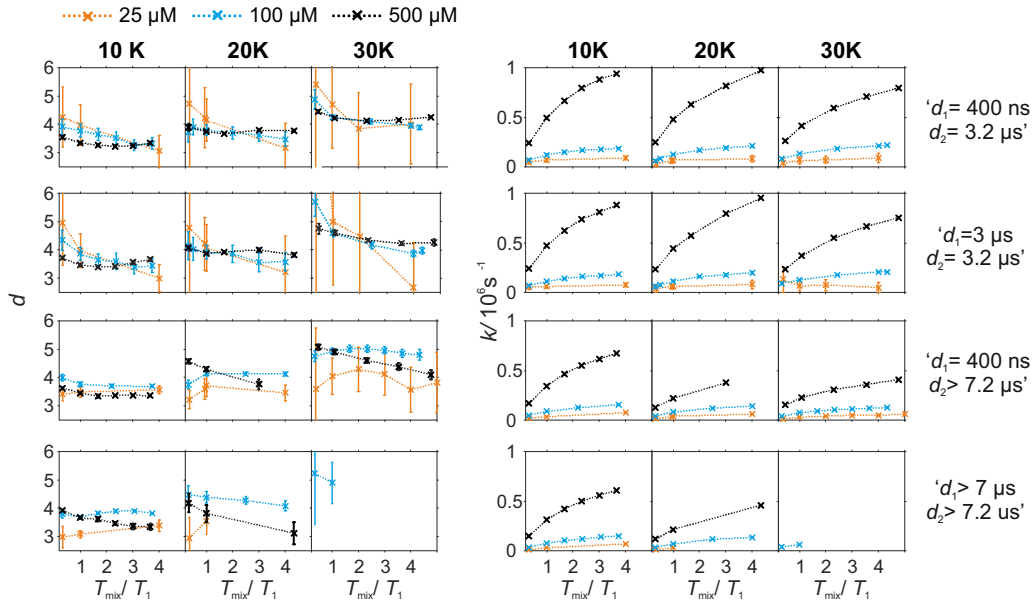 25 μM 100 μM 500 μM
10 K 20K 30K 10K 20K 30K
6
5
4
3
1
0.5
0
'd₁= 400 ns
d₂= 3.2 μs'
6
5
4
3
1
0.5
0
'd₁=3 μs
d₂= 3.2 μs'
d
k/ 10⁶s⁻¹
6
5
4
3
1
0.5
0
'd₁= 400 ns
d₂> 7.2 μs'
6
5
4
3
1
0.5
0
'd₁> 7 μs
d₂> 7.2 us'
1 2 3 4 1 2 3 4 1 2 3 4 0 1 2 3 4 0 1 2 3 4 0 1 2 3 4
Tmix/ T₁ Tmix/ T₁ Tmix/ T₁ Tmix/ T₁ Tmix/ T₁ Tmix/ T₁